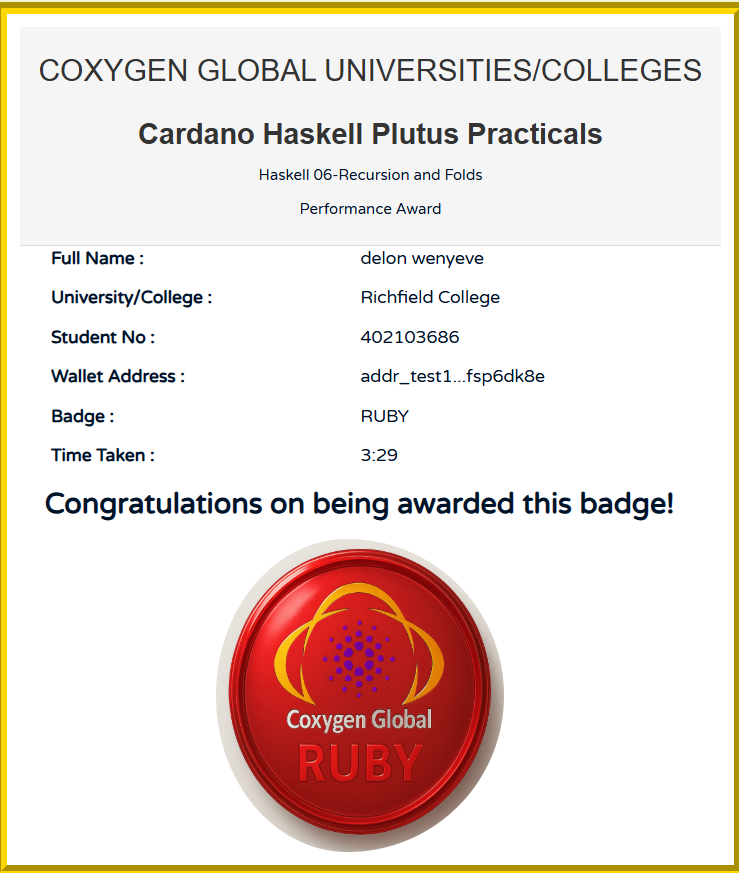 COXYGEN GLOBAL UNIVERSITIES/COLLEGES
Cardano Haskell Plutus Practicals
Haskell 06-Recursion and Folds
Performance Award
Full Name : delon wenyeve
University/College : Richfield College
Student No : 402103686
Wallet Address : addr_test1...fsp6dk8e
Badge : RUBY
Time Taken : 3:29
Congratulations on being awarded this badge!
Coxygen Global
RUBY